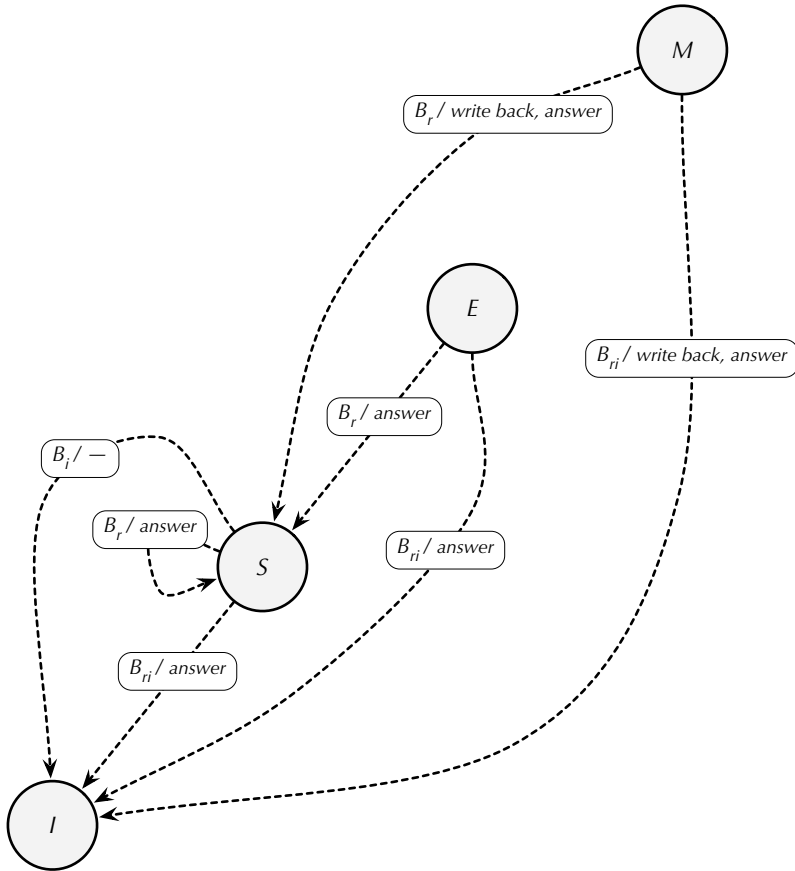 M
B_r / write back, answer
E
B_ri / write back, answer
B_r / answer
B_i / —
B_r / answer
B_ri / answer
S
B_ri / answer
I